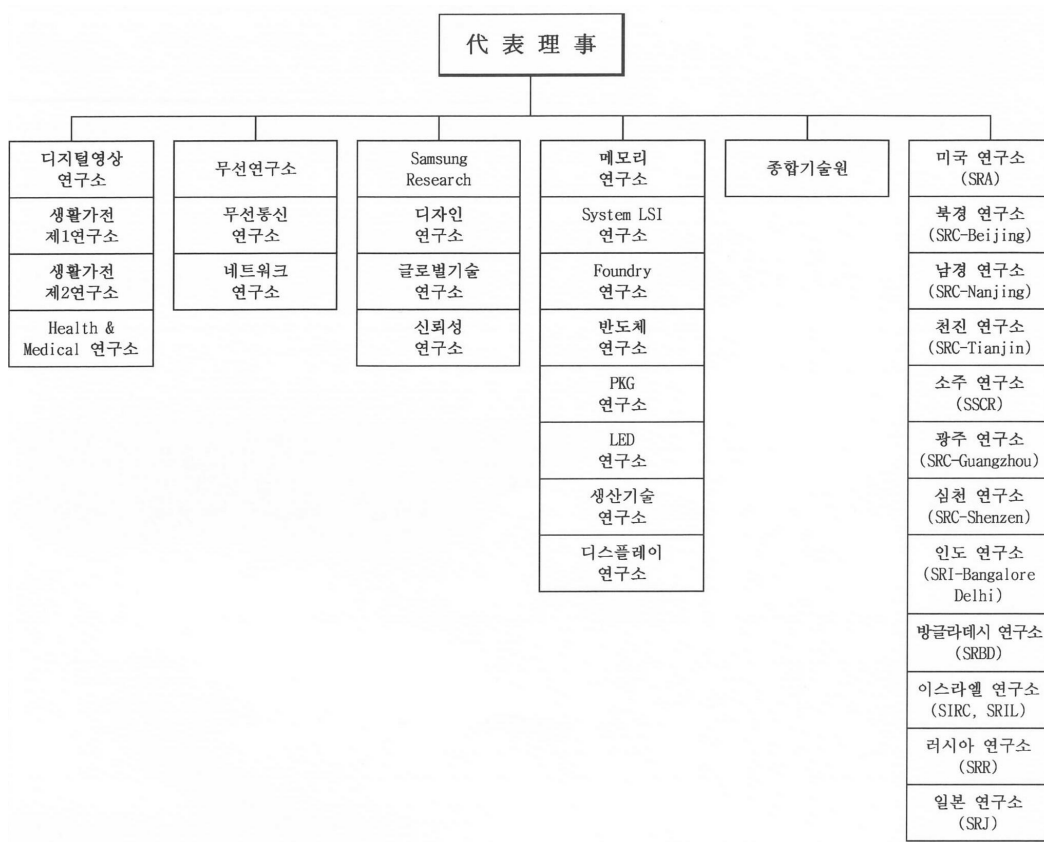 代 表 理 事
디지털영상
연구소
생활가전
제1연구소
생활가전
제2연구소
Health &
Medical 연구소
무선연구소
무선통신
연구소
네트워크
연구소
Samsung
Research
디자인
연구소
글로벌기술
연구소
신뢰성
연구소
메모리
연구소
System LSI
연구소
Foundry
연구소
반도체
연구소
PKG
연구소
LED
연구소
생산기술
연구소
디스플레이
연구소
종합기술원
미국 연구소
(SRA)
북경 연구소
(SRC-Beijing)
남경 연구소
(SRC-Nanjing)
천진 연구소
(SRC-Tianjin)
소주 연구소
(SSCR)
광주 연구소
(SRC-Guangzhou)
심천 연구소
(SRC-Shenzen)
인도 연구소
(SRI-Bangalore
Delhi)
방글라데시 연구소
(SRBD)
이스라엘 연구소
(SIRC, SRIL)
러시아 연구소
(SRR)
일본 연구소
(SRJ)